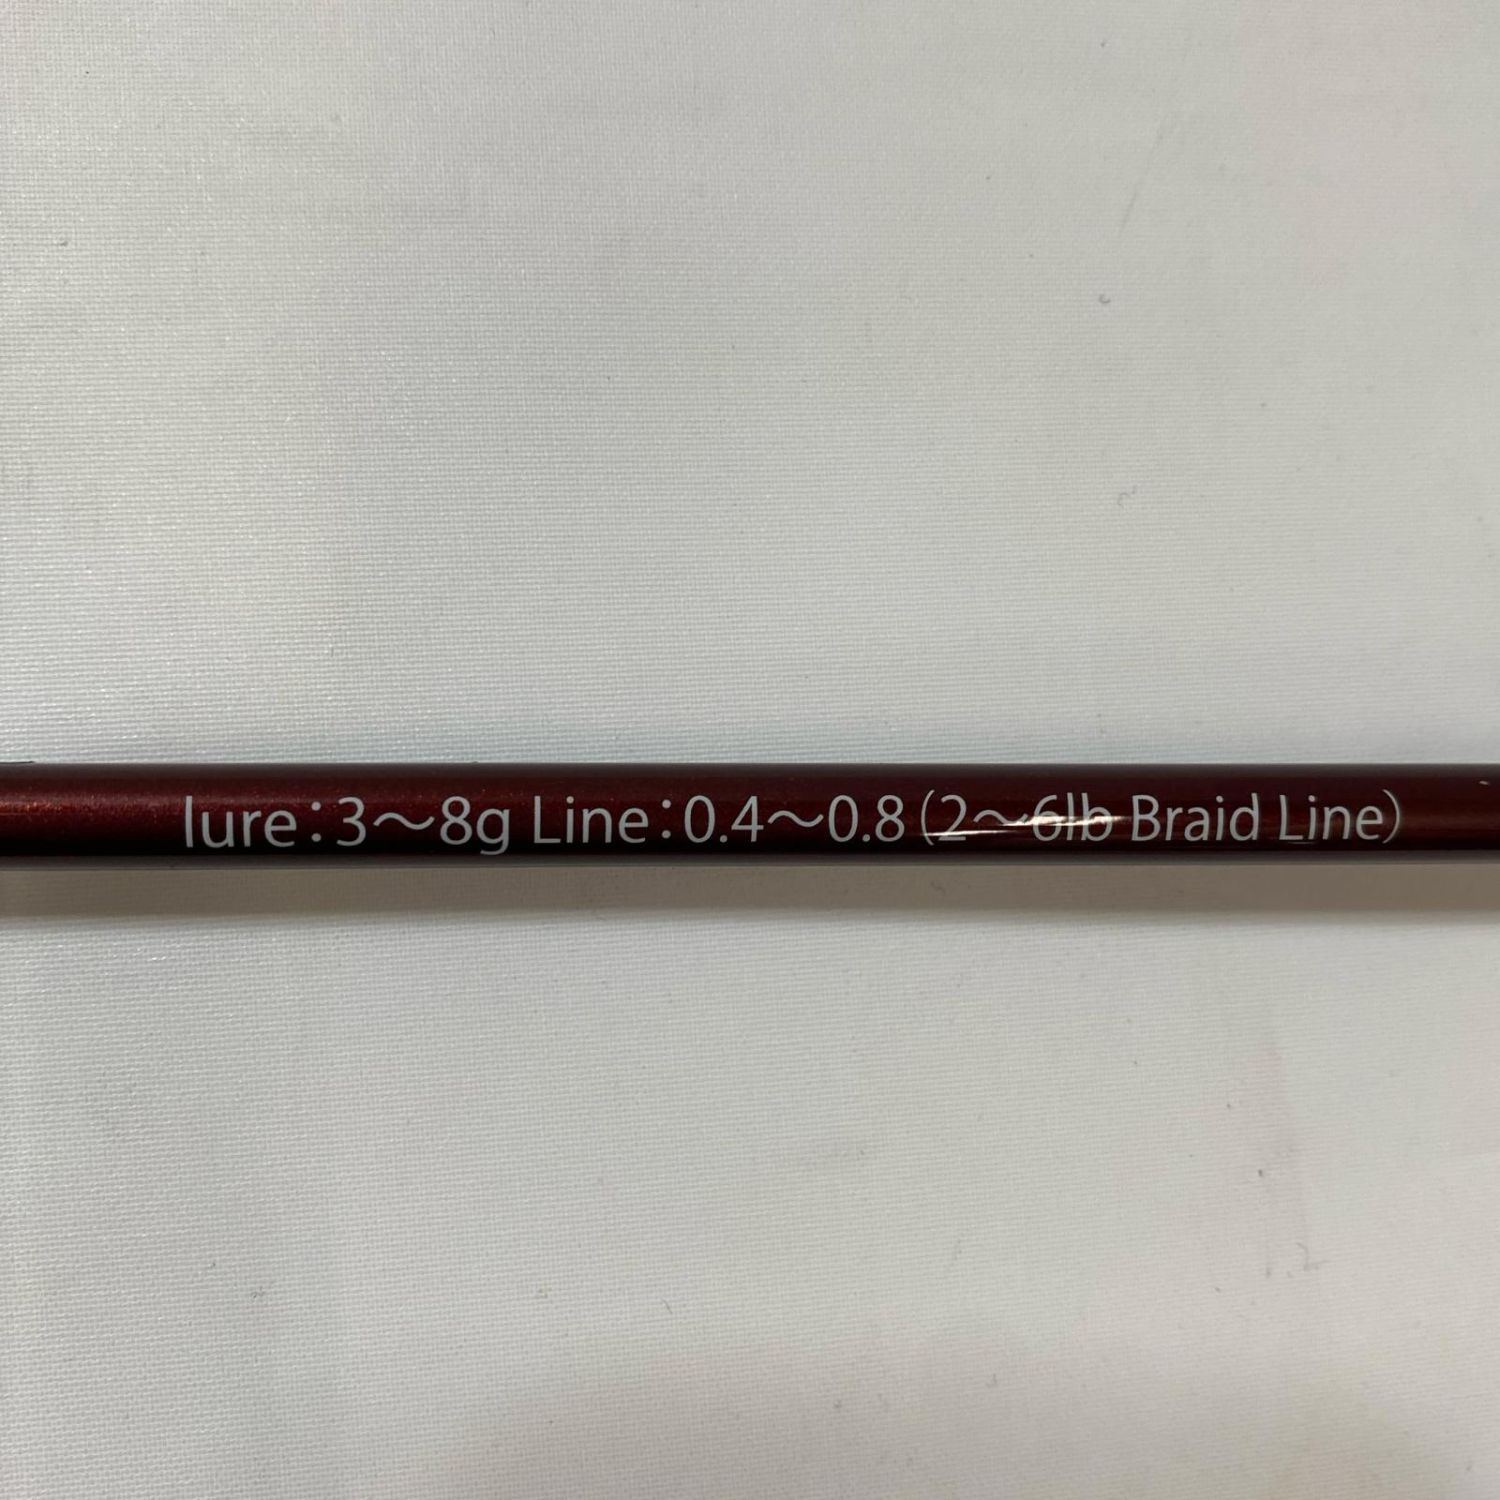 lure：3～8g Line：0.4～0.8（2～6lb Braid Line）